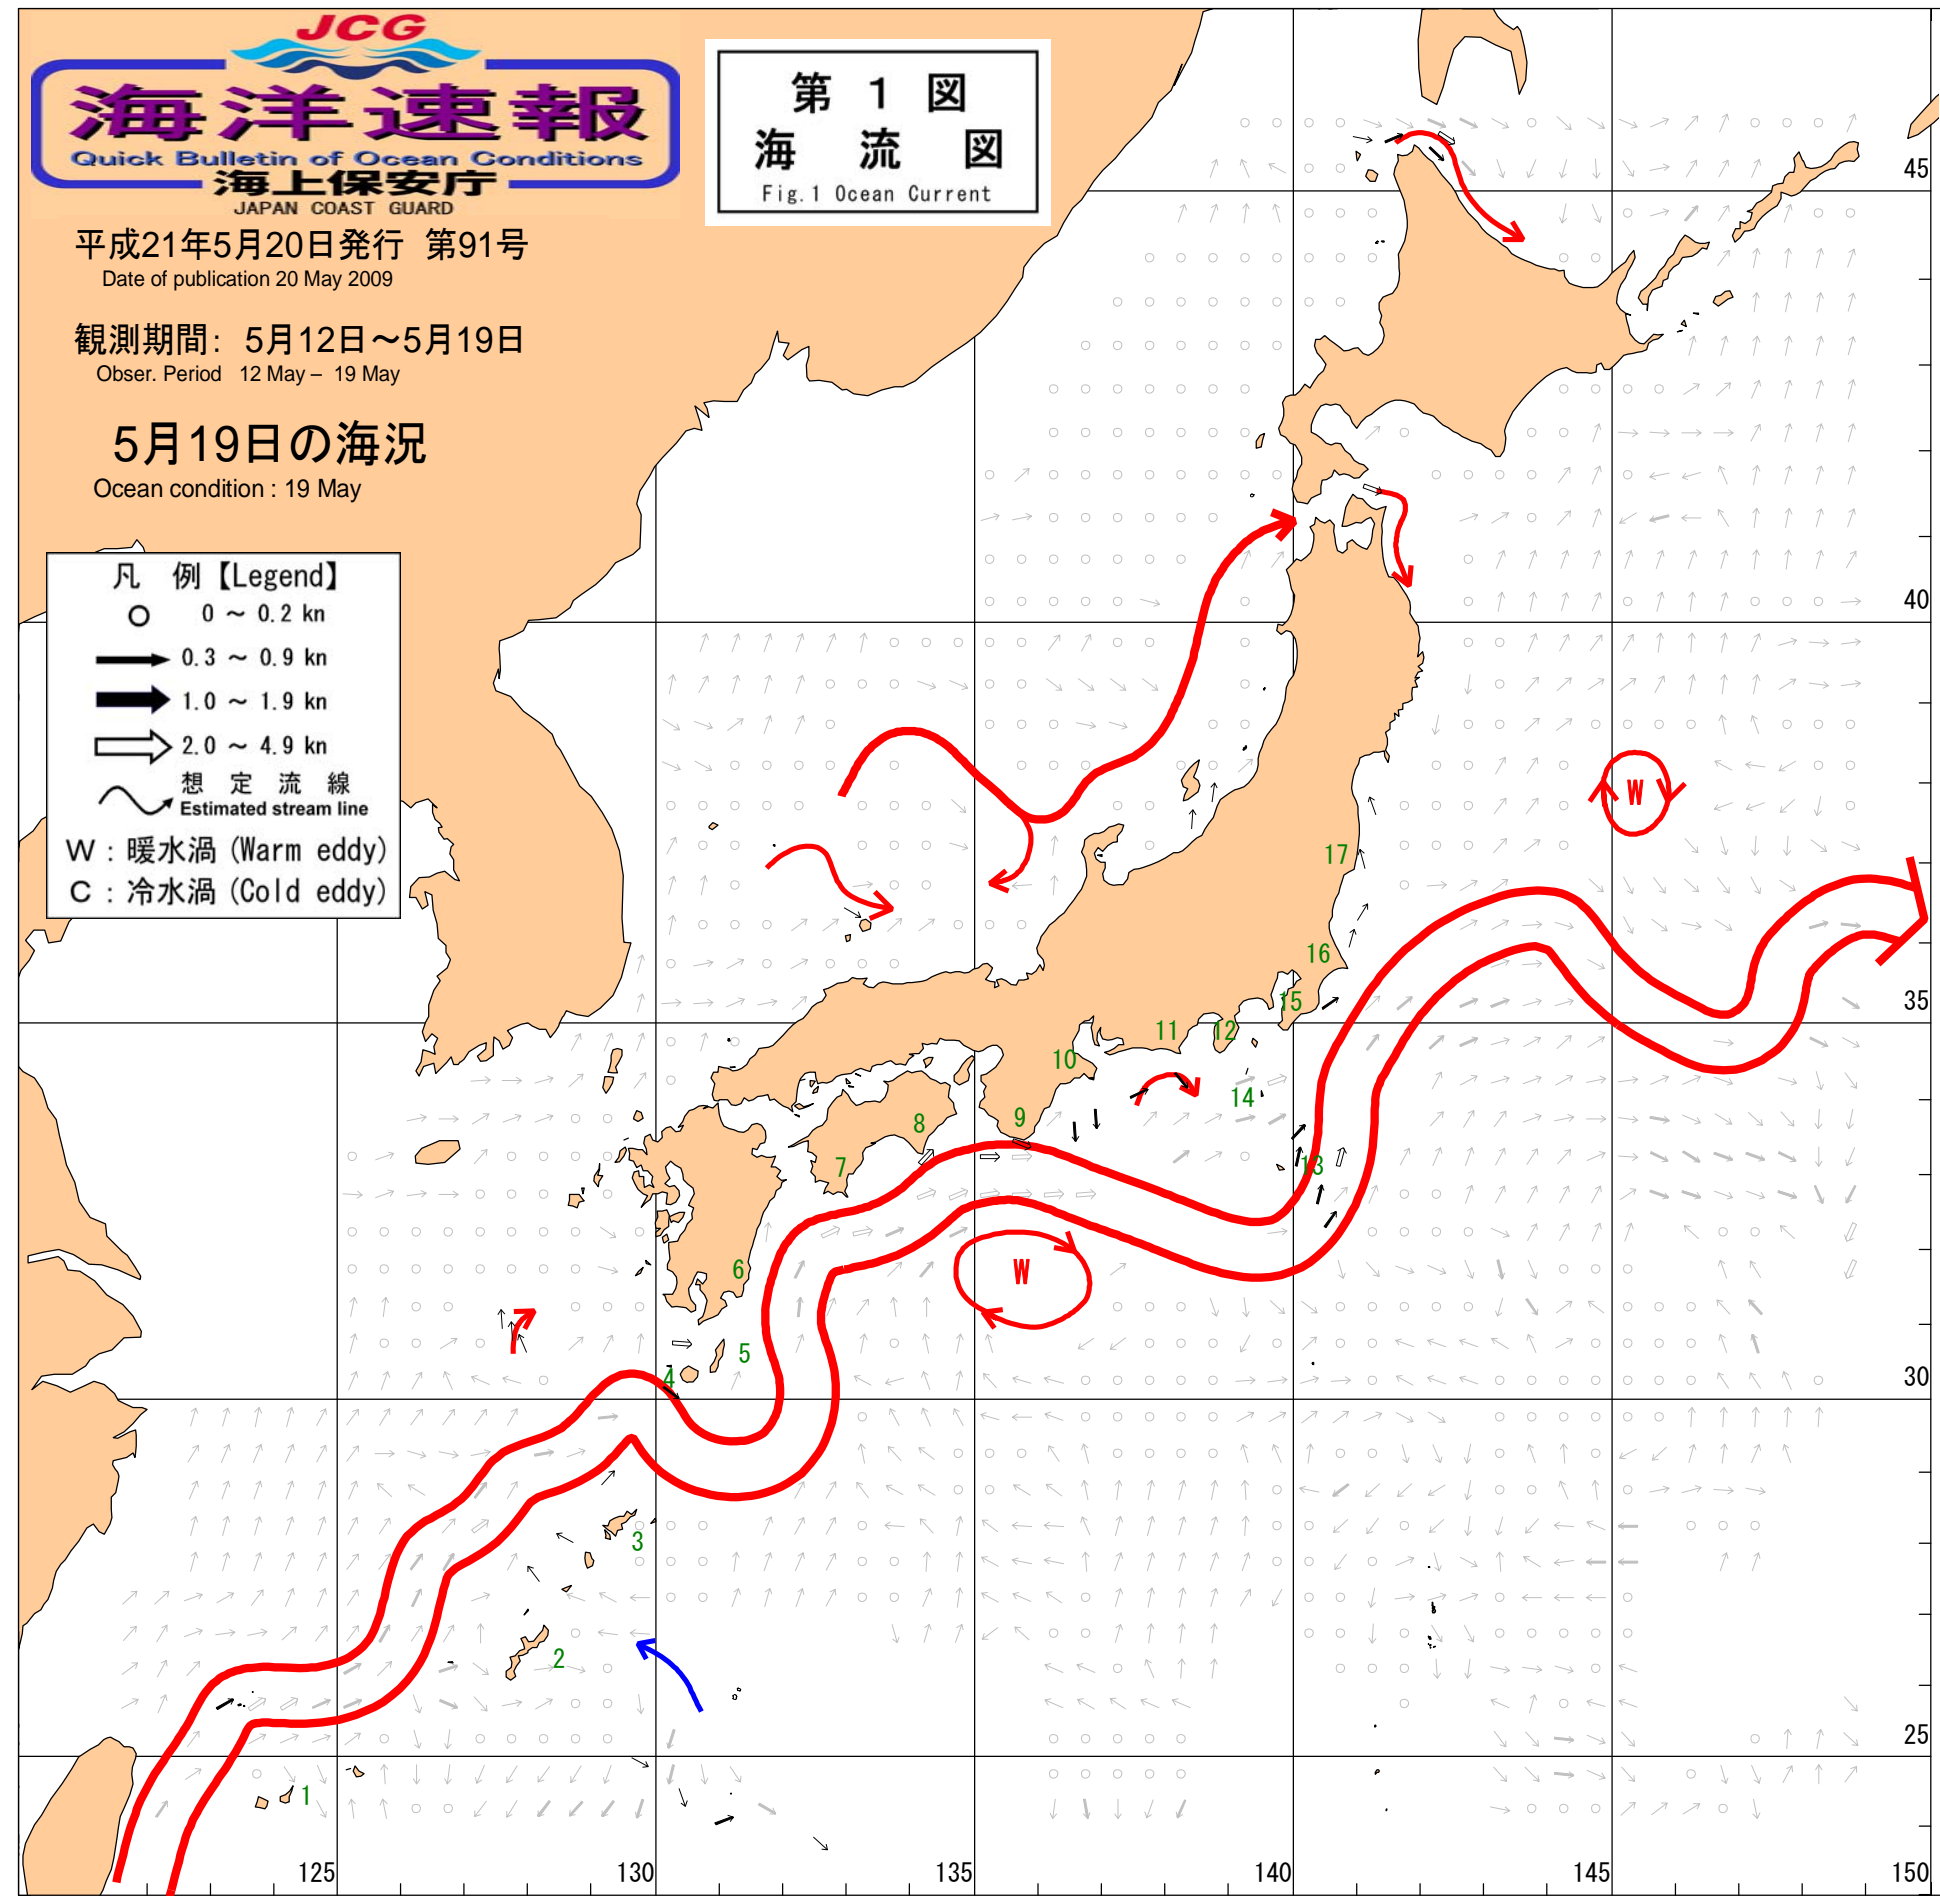 JCG
海洋速報
Quick Bulletin of Ocean Conditions
海上保安庁
JAPAN COAST GUARD
第 1 図
海 流 図
Fig.1 Ocean Current
平成21年5月20日発行 第91号
Date of publication 20 May 2009
観測期間: 5月12日～5月19日
Obser. Period 12 May – 19 May
5月19日の海況
Ocean condition : 19 May
凡 例【Legend】
0 ～ 0.2 kn
0.3 ～ 0.9 kn
1.0 ～ 1.9 kn
2.0 ～ 4.9 kn
想 定 流 線
Estimated stream line
W : 暖水渦 (Warm eddy)
C : 冷水渦 (Cold eddy)
45
40
W
17
16
35
15
12
11
10
14
9
8
7
13
6
W
5
4
30
3
2
25
1
125
130
135
140
145
150